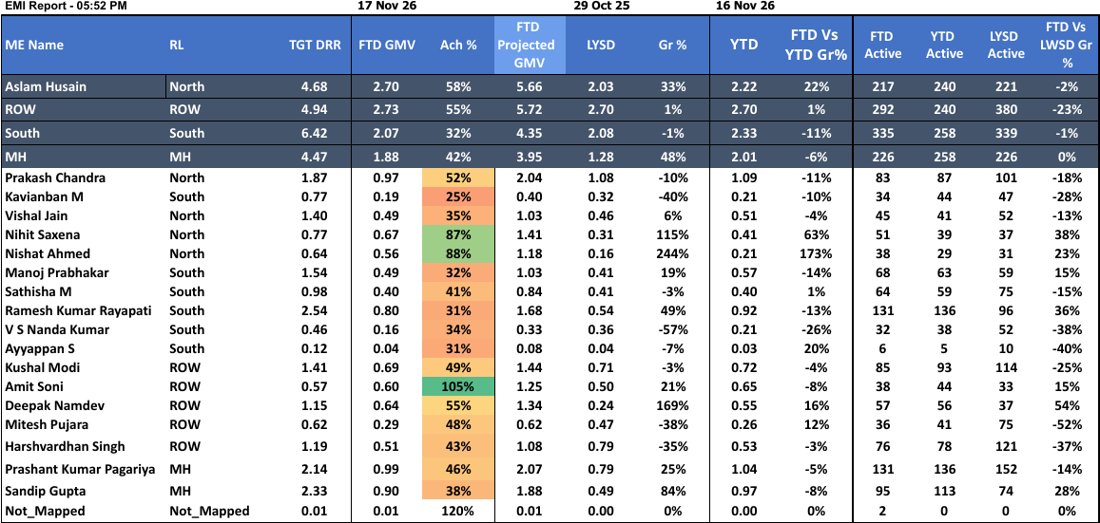 EMI Report - 05:52 PM 17 Nov 26 29 Oct 25 16 Nov 26
ME Name RL TGT DRR FTD GMV Ach % FTD Projected GMV LYSD Gr % YTD FTD Vs YTD Gr% FTD Active YTD Active LYSD Active FTD Vs LWSD Gr %
Aslam Husain North 4.68 2.70 58% 5.66 2.03 33% 2.22 22% 217 240 221 -2%
ROW ROW 4.94 2.73 55% 5.72 2.70 1% 2.70 1% 292 240 380 -23%
South South 6.42 2.07 32% 4.35 2.08 -1% 2.33 -11% 335 258 339 -1%
MH MH 4.47 1.88 42% 3.95 1.28 48% 2.01 -6% 226 258 226 0%
Prakash Chandra North 1.87 0.97 52% 2.04 1.08 -10% 1.09 -11% 83 87 101 -18%
Kavianban M South 0.77 0.19 25% 0.40 0.32 -40% 0.21 -10% 34 44 47 -28%
Vishal Jain North 1.40 0.49 35% 1.03 0.46 6% 0.51 -4% 45 41 52 -13%
Nihit Saxena North 0.77 0.67 87% 1.41 0.31 115% 0.41 63% 51 39 37 38%
Nishat Ahmed North 0.64 0.56 88% 1.18 0.16 244% 0.21 173% 38 29 31 23%
Manoj Prabhakar South 1.54 0.49 32% 1.03 0.41 19% 0.57 -14% 68 63 59 15%
Sathisha M South 0.98 0.40 41% 0.84 0.41 -3% 0.40 1% 64 59 75 -15%
Ramesh Kumar Rayapati South 2.54 0.80 31% 1.68 0.54 49% 0.92 -13% 131 136 96 36%
V S Nanda Kumar South 0.46 0.16 34% 0.33 0.36 -57% 0.21 -26% 32 38 52 -38%
Ayyappan S South 0.12 0.04 31% 0.08 0.04 -7% 0.03 20% 6 5 10 -40%
Kushal Modi ROW 1.41 0.69 49% 1.44 0.71 -3% 0.72 -4% 85 93 114 -25%
Amit Soni ROW 0.57 0.60 105% 1.25 0.50 21% 0.65 -8% 38 44 33 15%
Deepak Namdev ROW 1.15 0.64 55% 1.34 0.24 169% 0.55 16% 57 56 37 54%
Mitesh Pujara ROW 0.62 0.29 48% 0.62 0.47 -38% 0.26 12% 36 41 75 -52%
Harshvardhan Singh ROW 1.19 0.51 43% 1.08 0.79 -35% 0.53 -3% 76 78 121 -37%
Prashant Kumar Pagariya MH 2.14 0.99 46% 2.07 0.79 25% 1.04 -5% 131 136 152 -14%
Sandip Gupta MH 2.33 0.90 38% 1.88 0.49 84% 0.97 -8% 95 113 74 28%
Not_Mapped Not_Mapped 0.01 0.01 120% 0.01 0.00 0% 0.00 0% 2 0 0 0%